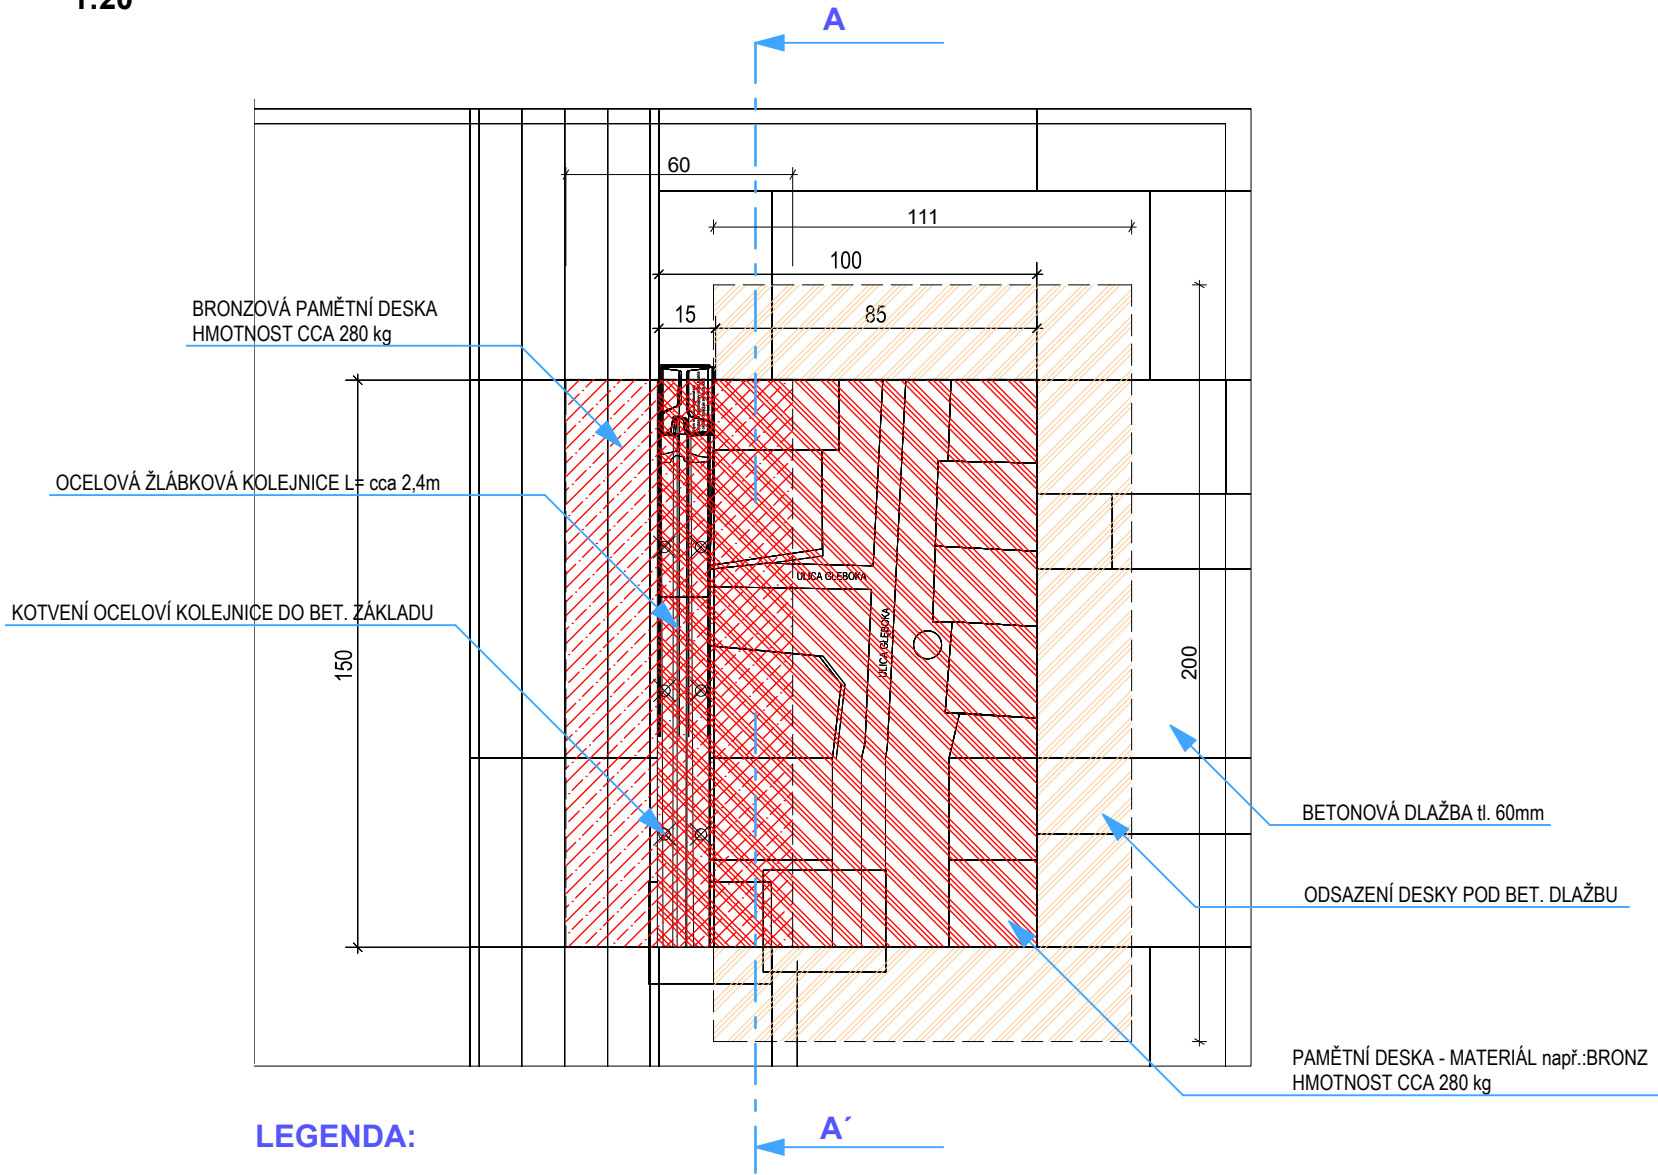 1:20
A
60
111
100
15
85
BRONZOVÁ PAMĚTNÍ DESKA
HMOTNOST CCA 280 kg
OCELOVÁ ŽLÁBKOVÁ KOLEJNICE L= cca 2,4m
ULICA GLEBOKA
KOTVENÍ OCELOVÍ KOLEJNICE DO BET. ZÁKLADU
ULICA GLEBOKA
150
200
BETONOVÁ DLAŽBA tl. 60mm
ODSAZENÍ DESKY POD BET. DLAŽBU
PAMĚTNÍ DESKA - MATERIÁL např.:BRONZ
HMOTNOST CCA 280 kg
A´
LEGENDA: